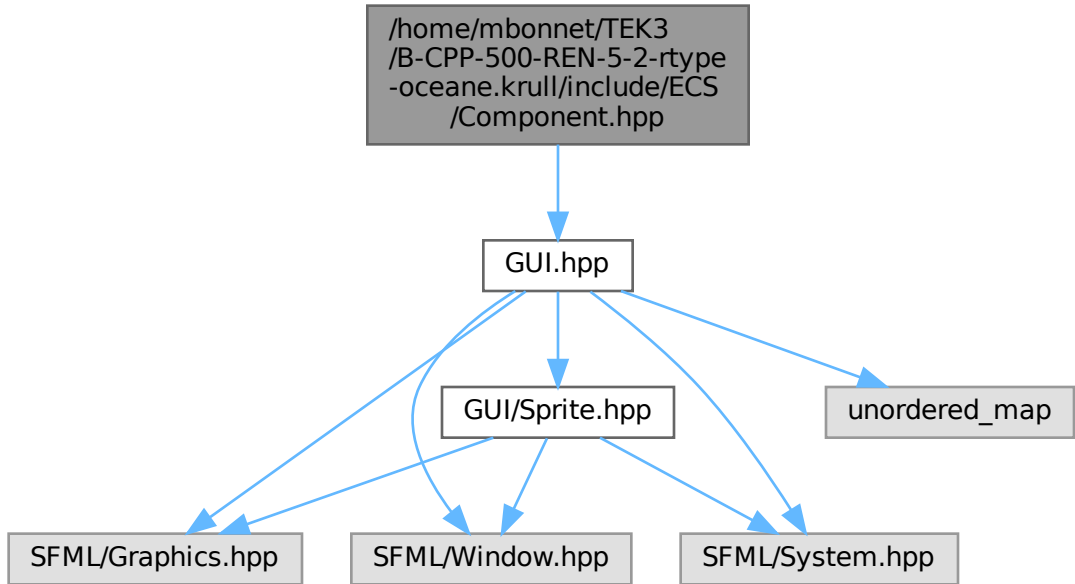 /home/mbonnet/TEK3
/B-CPP-500-REN-5-2-rtype
-oceane.krull/include/ECS
/Component.hpp
GUI.hpp
GUI/Sprite.hpp
unordered_map
SFML/Graphics.hpp
SFML/Window.hpp
SFML/System.hpp